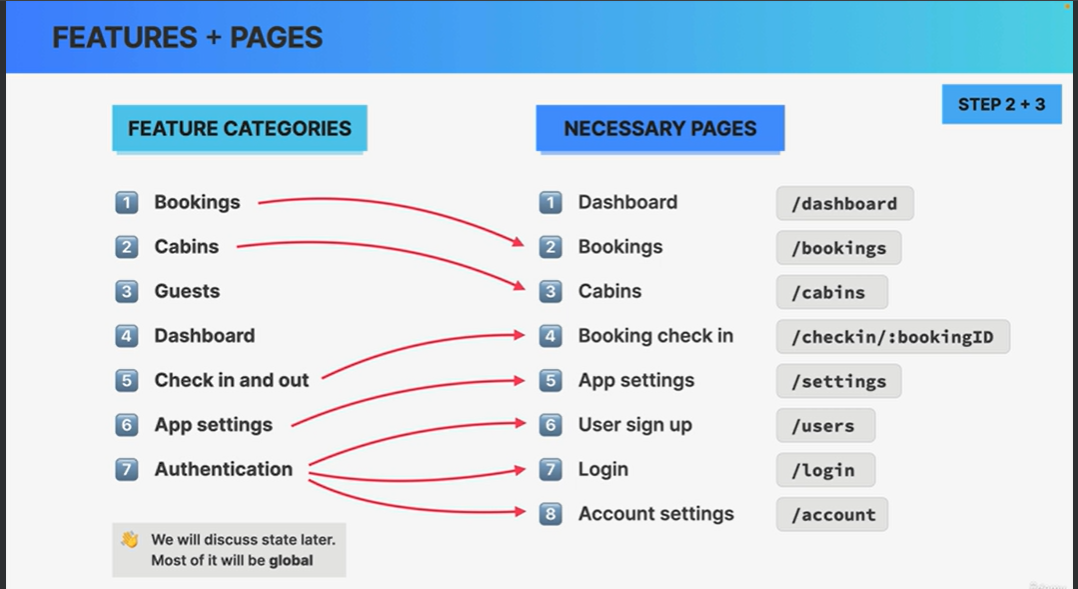 FEATURES + PAGES
STEP 2 + 3
FEATURE CATEGORIES
1 Bookings
2 Cabins
3 Guests
4 Dashboard
5 Check in and out
6 App settings
7 Authentication
👋 We will discuss state later.
Most of it will be global
NECESSARY PAGES
1 Dashboard /dashboard
2 Bookings /bookings
3 Cabins /cabins
4 Booking check in /checkin/:bookingID
5 App settings /settings
6 User sign up /users
7 Login /login
8 Account settings /account